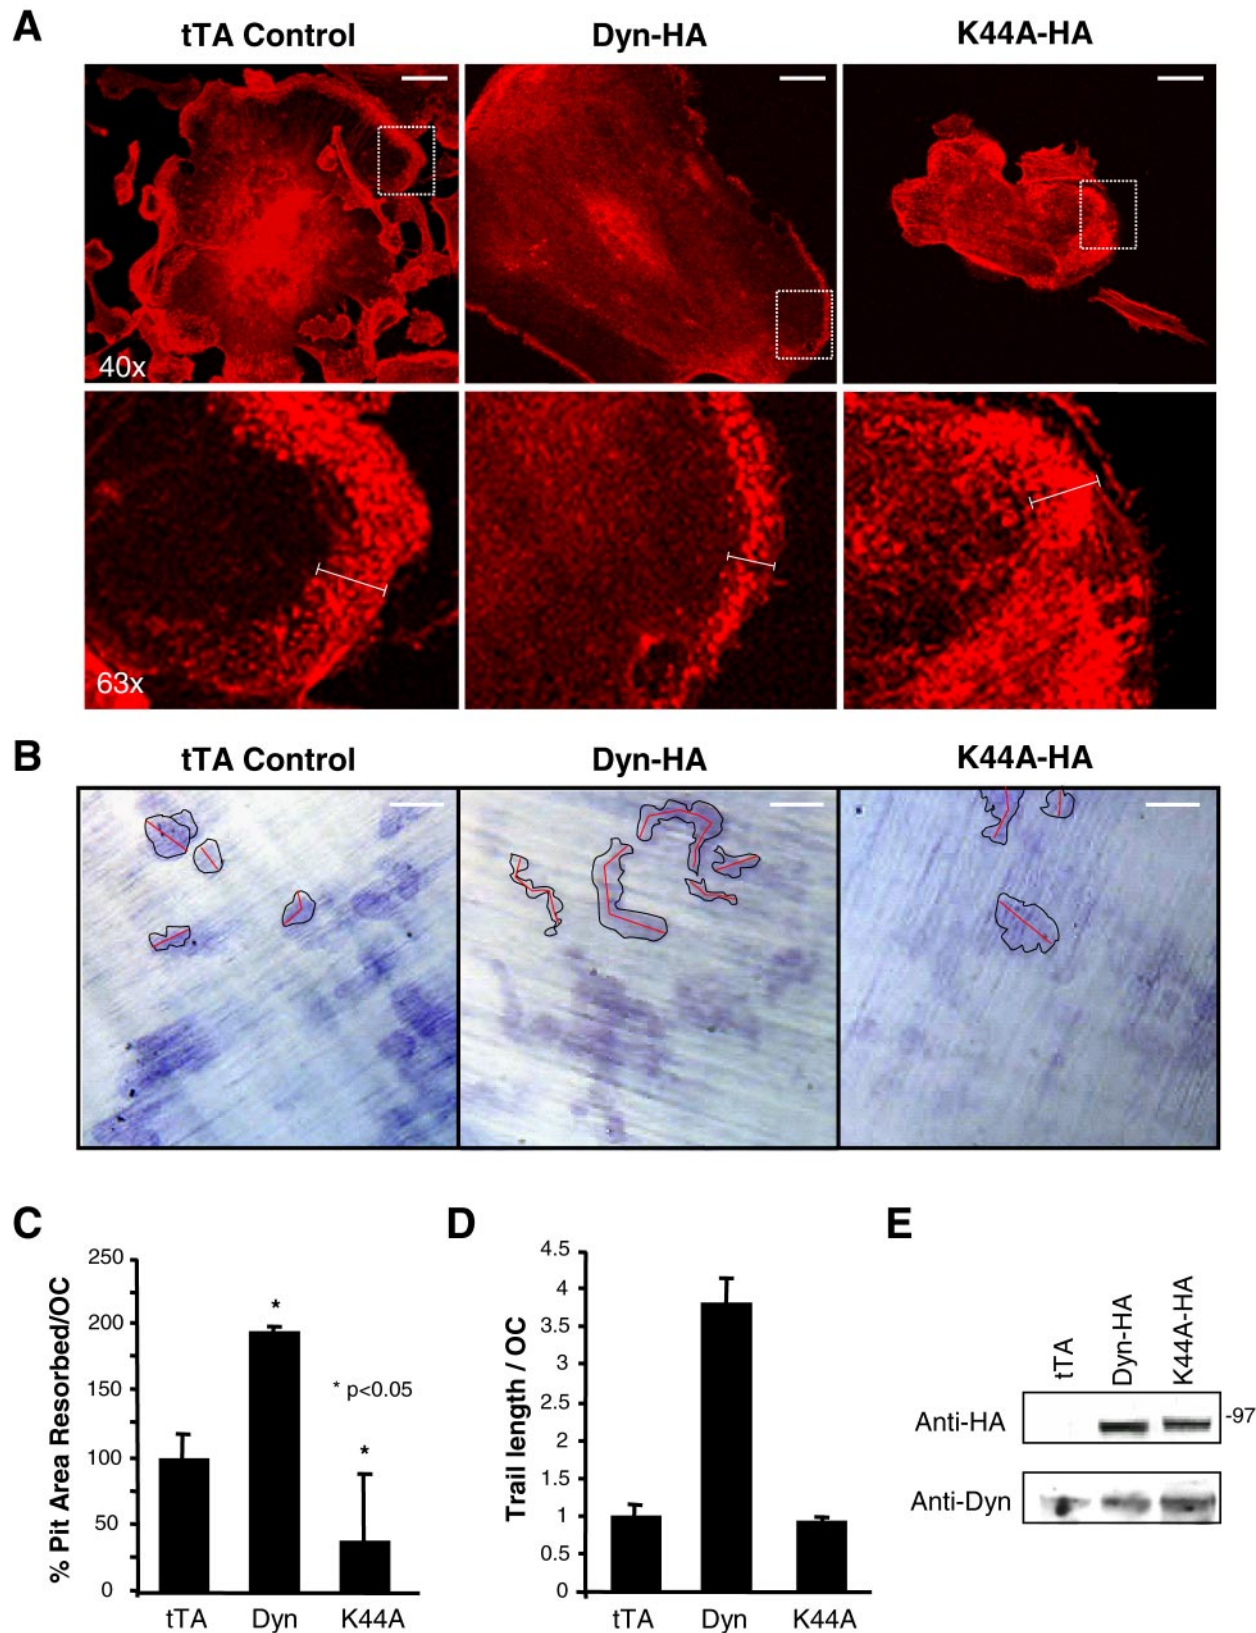 A
tTA Control
Dyn-HA
K44A-HA
40x
63x
B
tTA Control
Dyn-HA
K44A-HA
C
% Pit Area Resorbed/OC
250
200
150
100
50
0
*
* p<0.05
*
tTA
Dyn
K44A
D
Trail length / OC
4.5
4
3.5
3
2.5
2
1.5
1
0.5
0
tTA
Dyn
K44A
E
tTA
Dyn-HA
K44A-HA
Anti-HA
-97
Anti-Dyn